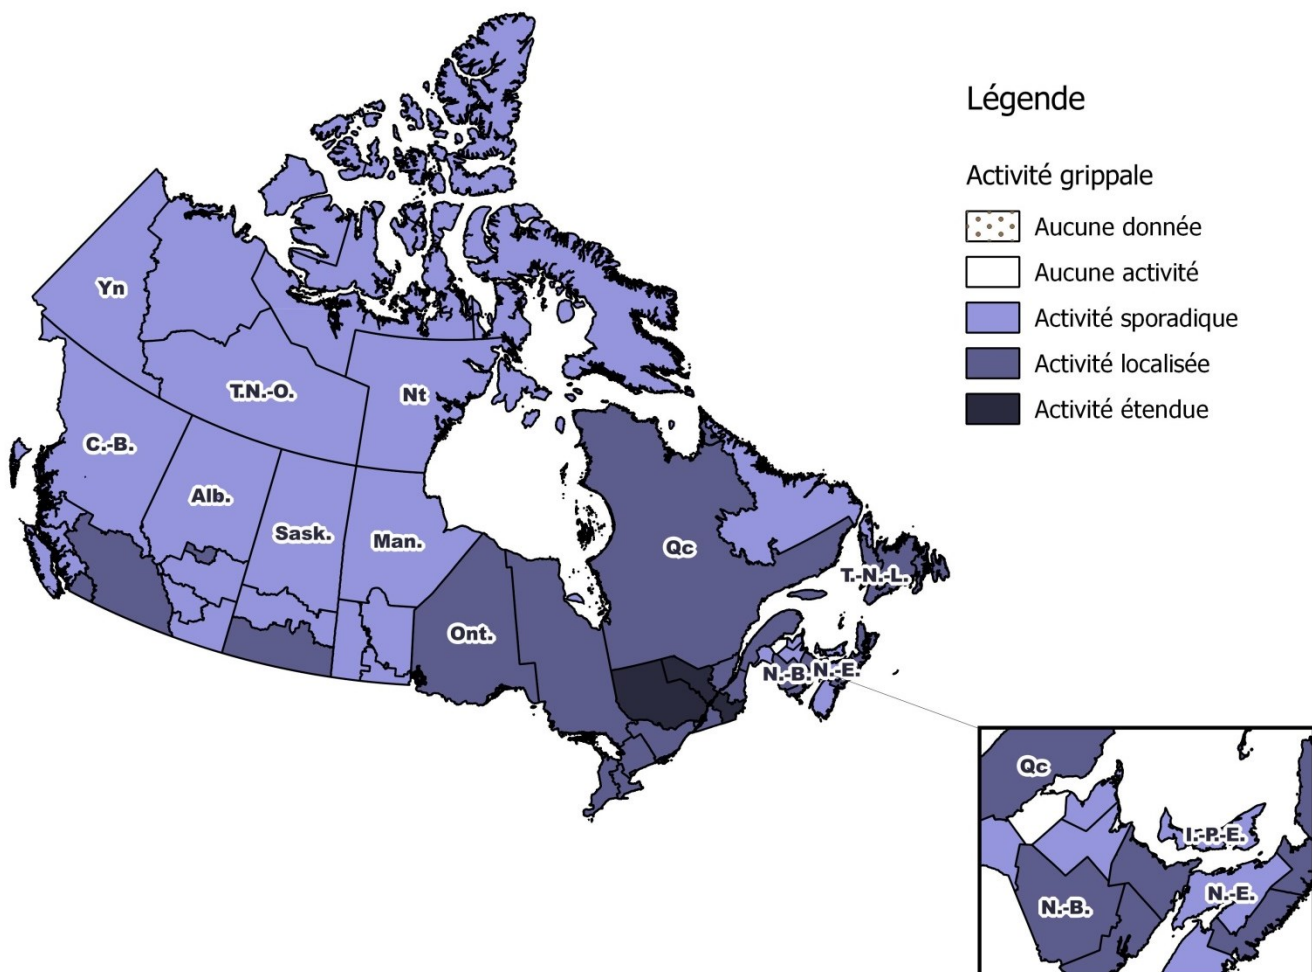 Légende
Activité grippale
Aucune donnée
Aucune activité
Activité sporadique
Activité localisée
Activité étendue
Yn
T.N.-O.
Nt
C.-B.
Alb.
Sask.
Man.
Qc
T.-N.-L.
Ont.
N.-B.
N.-E.
Qc
I.-P.-E.
N.-E.
N.-B.